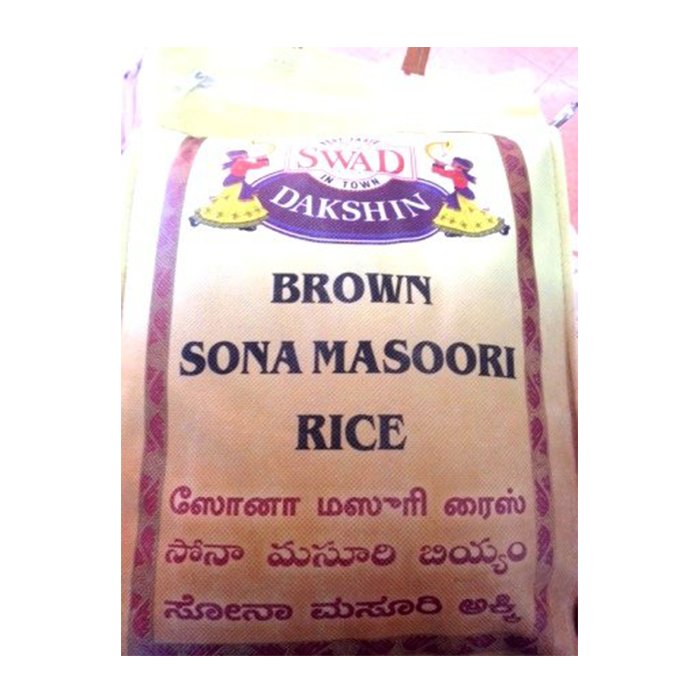 BEST TASTE
SWAD
IN TOWN
DAKSHIN
BROWN
SONA MASOORI
RICE
ஸோனா மஸுரி ரைஸ்
సోనా మసూరి బియ్యం
ಸೋನಾ ಮಸೂರಿ ಅಕ್ಕಿ